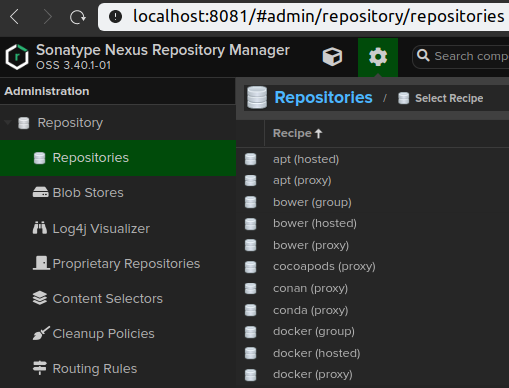 localhost:8081/#admin/repository/repositories
Sonatype Nexus Repository Manager
OSS 3.40.1-01
Search comp
Administration
Repositories / Select Recipe
Repository
Recipe
Repositories
Blob Stores
Log4j Visualizer
Proprietary Repositories
Content Selectors
Cleanup Policies
Routing Rules
apt (hosted)
apt (proxy)
bower (group)
bower (hosted)
bower (proxy)
cocoapods (proxy)
conan (proxy)
conda (proxy)
docker (group)
docker (hosted)
docker (proxy)